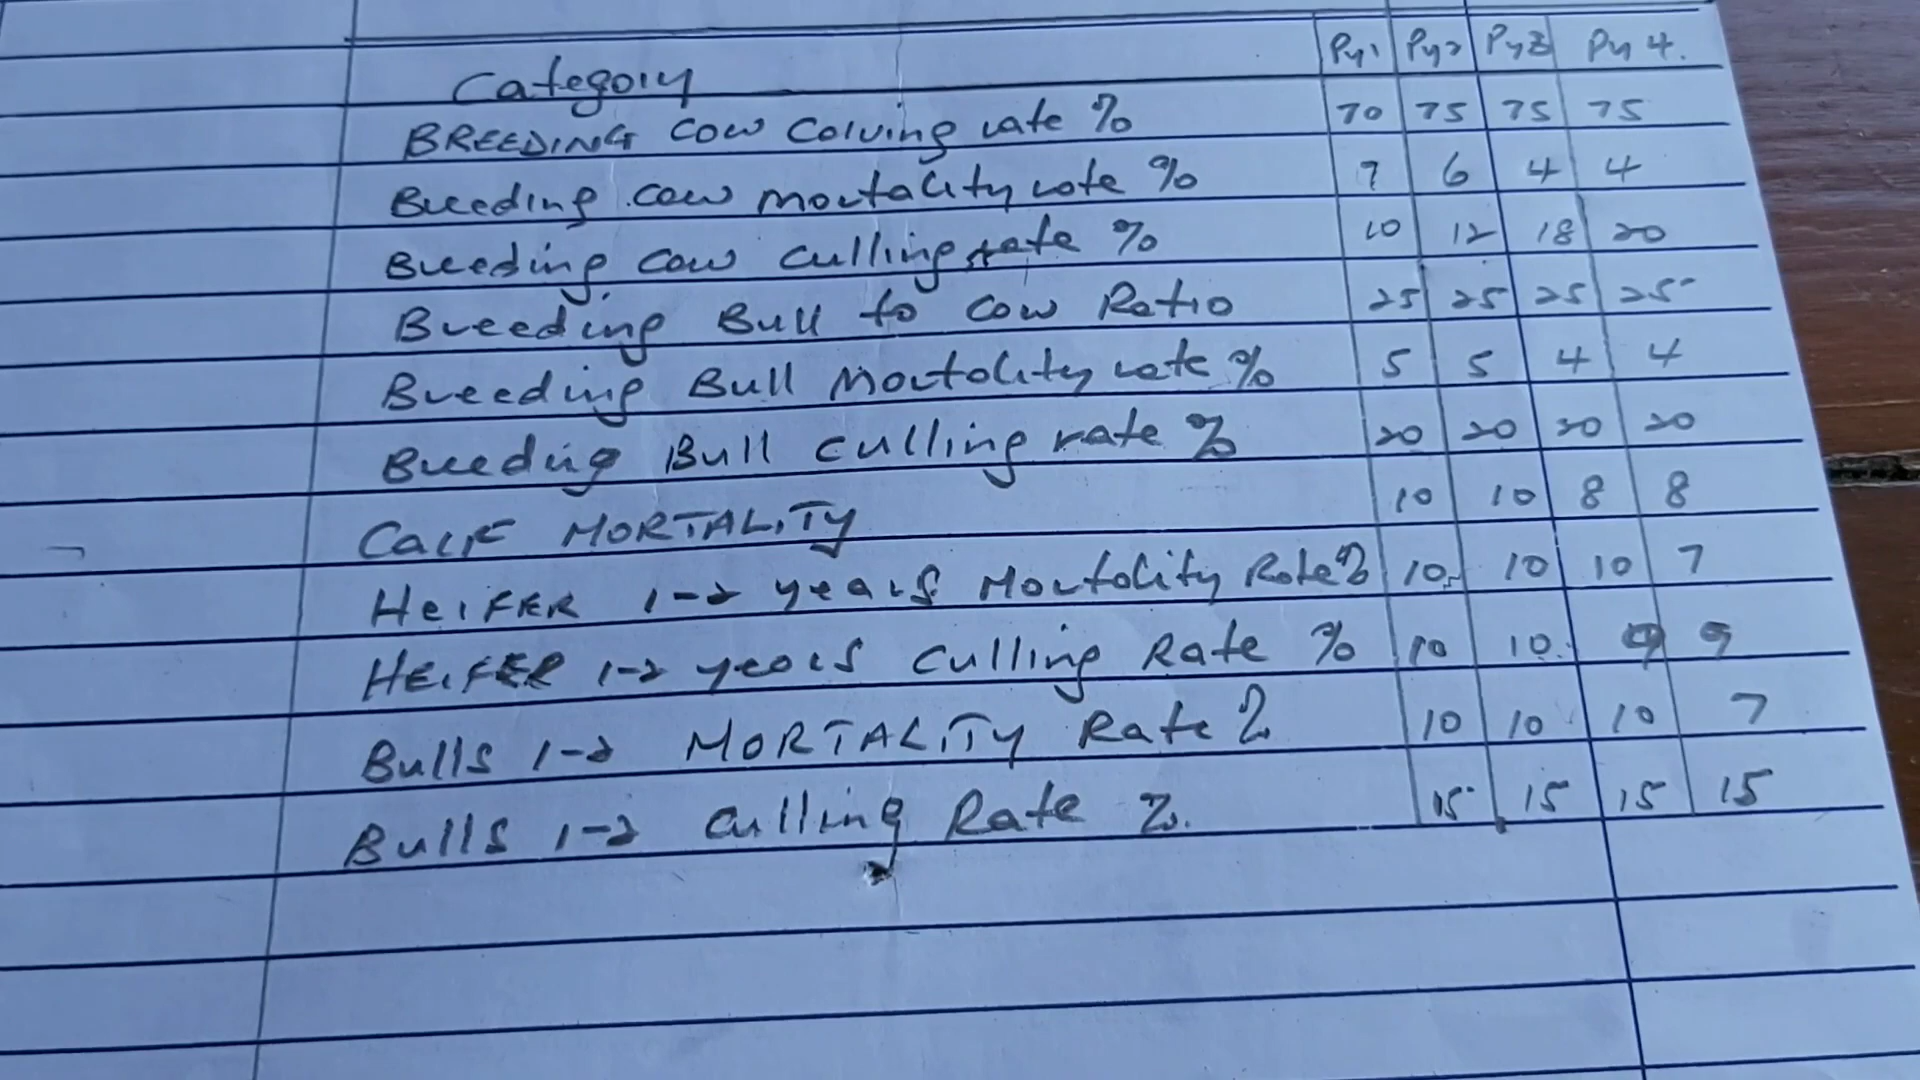 Category Py1 Py2 Py3 Py 4.
BREEDING COW Calving rate % 70 75 75 75
Breeding cow mortality rate % 7 6 4 4
Breeding cow culling rate % 10 12 18 20
Breeding Bull to cow Ratio 25 25 25 25
Breeding Bull Mortality rate % 5 5 4 4
Breedig Bull culling rate % 20 20 20 20
CALF MORTALITY 10 10 8 8
HeiFER 1-2 years Mortality Rate % 10 10 10 7
HEIFER 1-2 years culling Rate % 10 10 9 9
Bulls 1-2 MORTALITY Rate % 10 10 10 7
Bulls 1-2 culling Rate %. 15 15 15 15